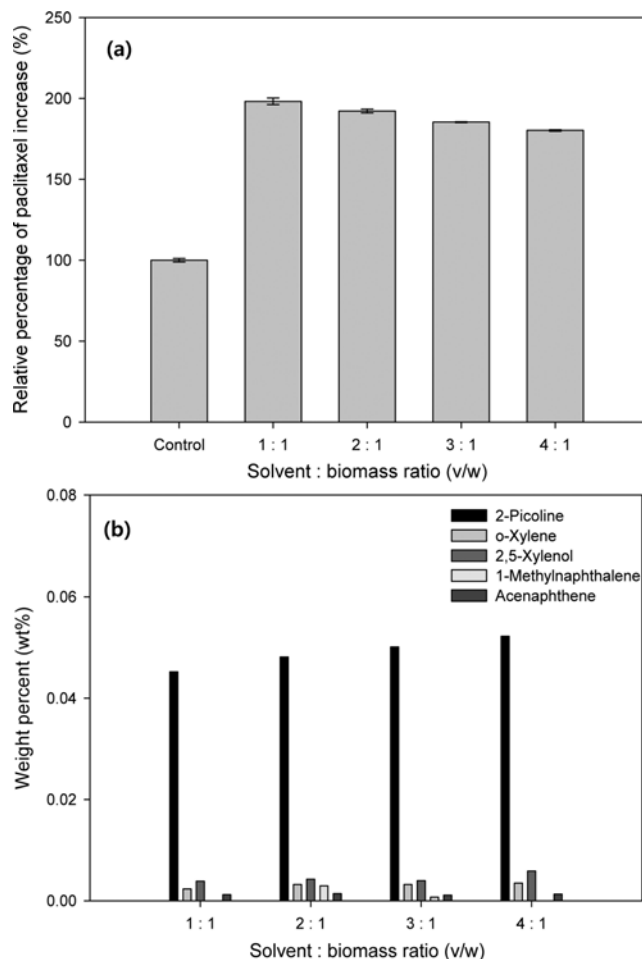 (a)
Relative percentage of paclitaxel increase (%)
250
200
150
100
50
0
Control
1 : 1
2 : 1
3 : 1
4 : 1
Solvent : biomass ratio (v/w)
(b)
Weight percent (wt%)
0.08
0.06
0.04
0.02
0.00
2-Picoline
o-Xylene
2,5-Xylenol
1-Methylnaphthalene
Acenaphthene
1 : 1
2 : 1
3 : 1
4 : 1
Solvent : biomass ratio (v/w)